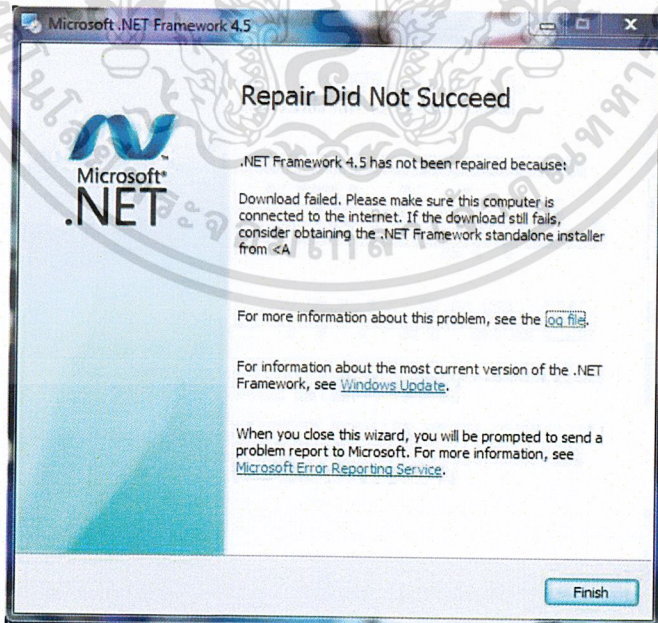 Microsoft .NET Framework 4.5
Repair Did Not Succeed
Microsoft®
.NET
.NET Framework 4.5 has not been repaired because:
Download failed. Please make sure this computer is
connected to the internet. If the download still fails,
consider obtaining the .NET Framework standalone installer
from <A
For more information about this problem, see the log file.
For information about the most current version of the .NET
Framework, see Windows Update.
When you close this wizard, you will be prompted to send a
problem report to Microsoft. For more information, see
Microsoft Error Reporting Service.
Finish